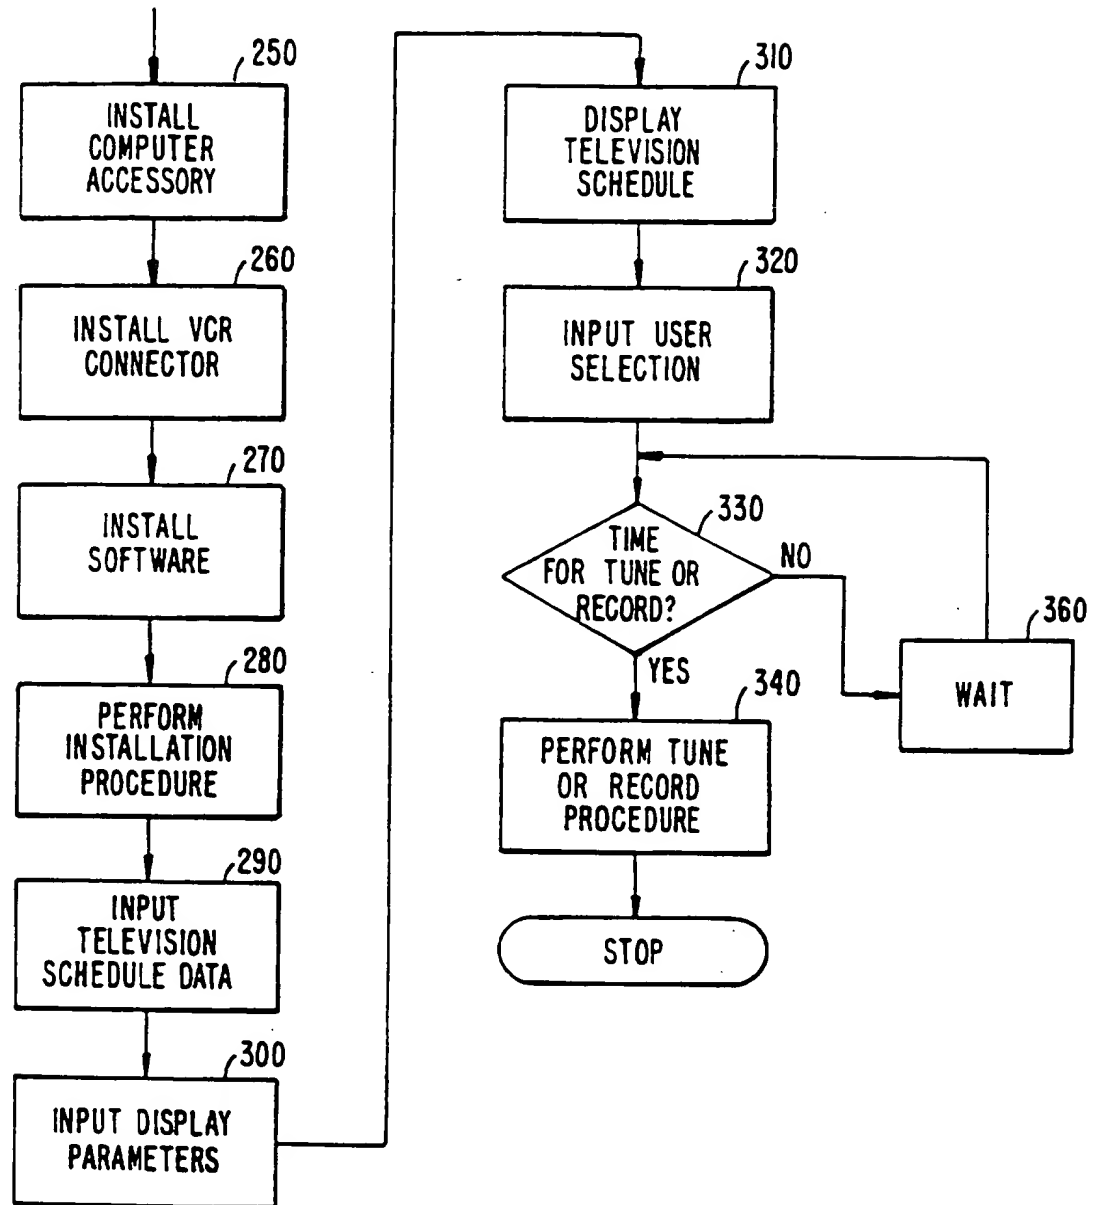 250
INSTALL
COMPUTER
ACCESSORY
260
INSTALL VCR
CONNECTOR
270
INSTALL
SOFTWARE
280
PERFORM
INSTALLATION
PROCEDURE
290
INPUT
TELEVISION
SCHEDULE DATA
300
INPUT DISPLAY
PARAMETERS
310
DISPLAY
TELEVISION
SCHEDULE
320
INPUT USER
SELECTION
330
TIME
FOR TUNE OR
RECORD?
NO
YES
360
WAIT
340
PERFORM TUNE
OR RECORD
PROCEDURE
STOP